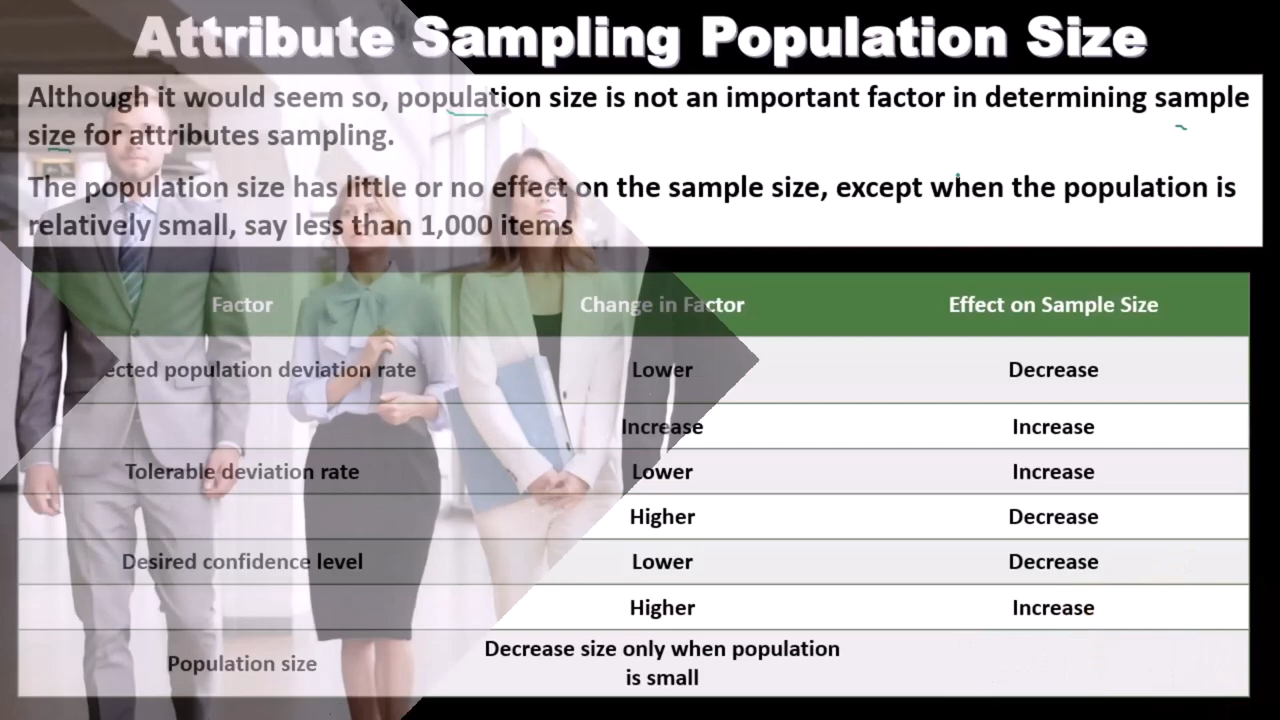 Attribute Sampling Population Size
Although it would seem so, population size is not an important factor in determining sample
size for attributes sampling.
The population size has little or no effect on the sample size, except when the population is
relatively small, say less than 1,000 items
Factor Change in Factor Effect on Sample Size
ected population deviation rate Lower Decrease
Increase Increase
Tolerable deviation rate Lower Increase
Higher Decrease
Desired confidence level Lower Decrease
Higher Increase
Population size Decrease size only when population
is small